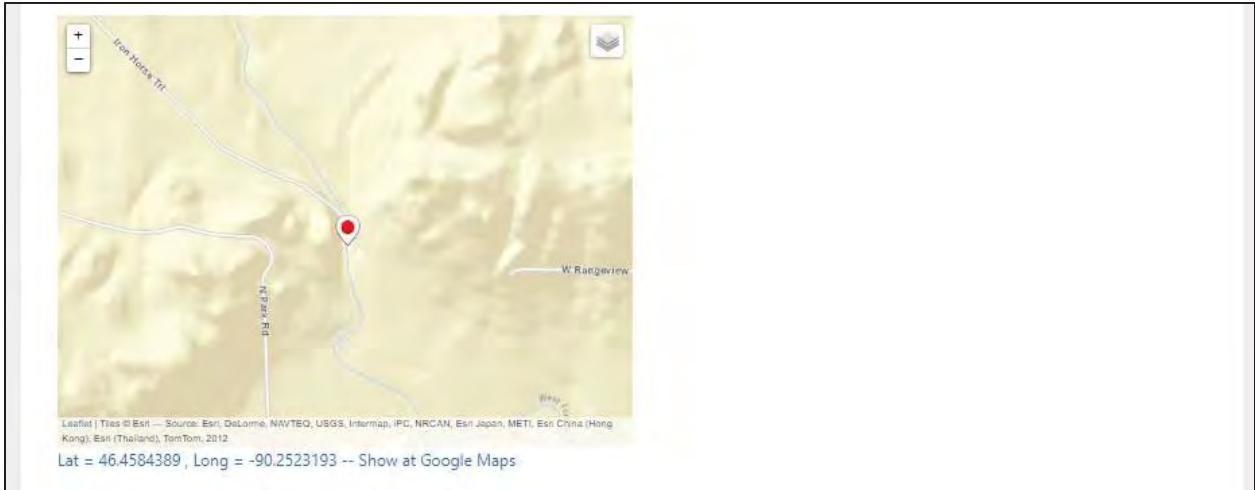 +
−
Iron Horse Trl
W Rangeview
N Park Rd
West
Leaflet | Tiles © Esri — Source: Esri, DeLorme, NAVTEQ, USGS, Intermap, iPC, NRCAN, Esri Japan, METI, Esri China (Hong
Kong), Esri (Thailand), TomTom, 2012
Lat = 46.4584389 , Long = -90.2523193 -- Show at Google Maps